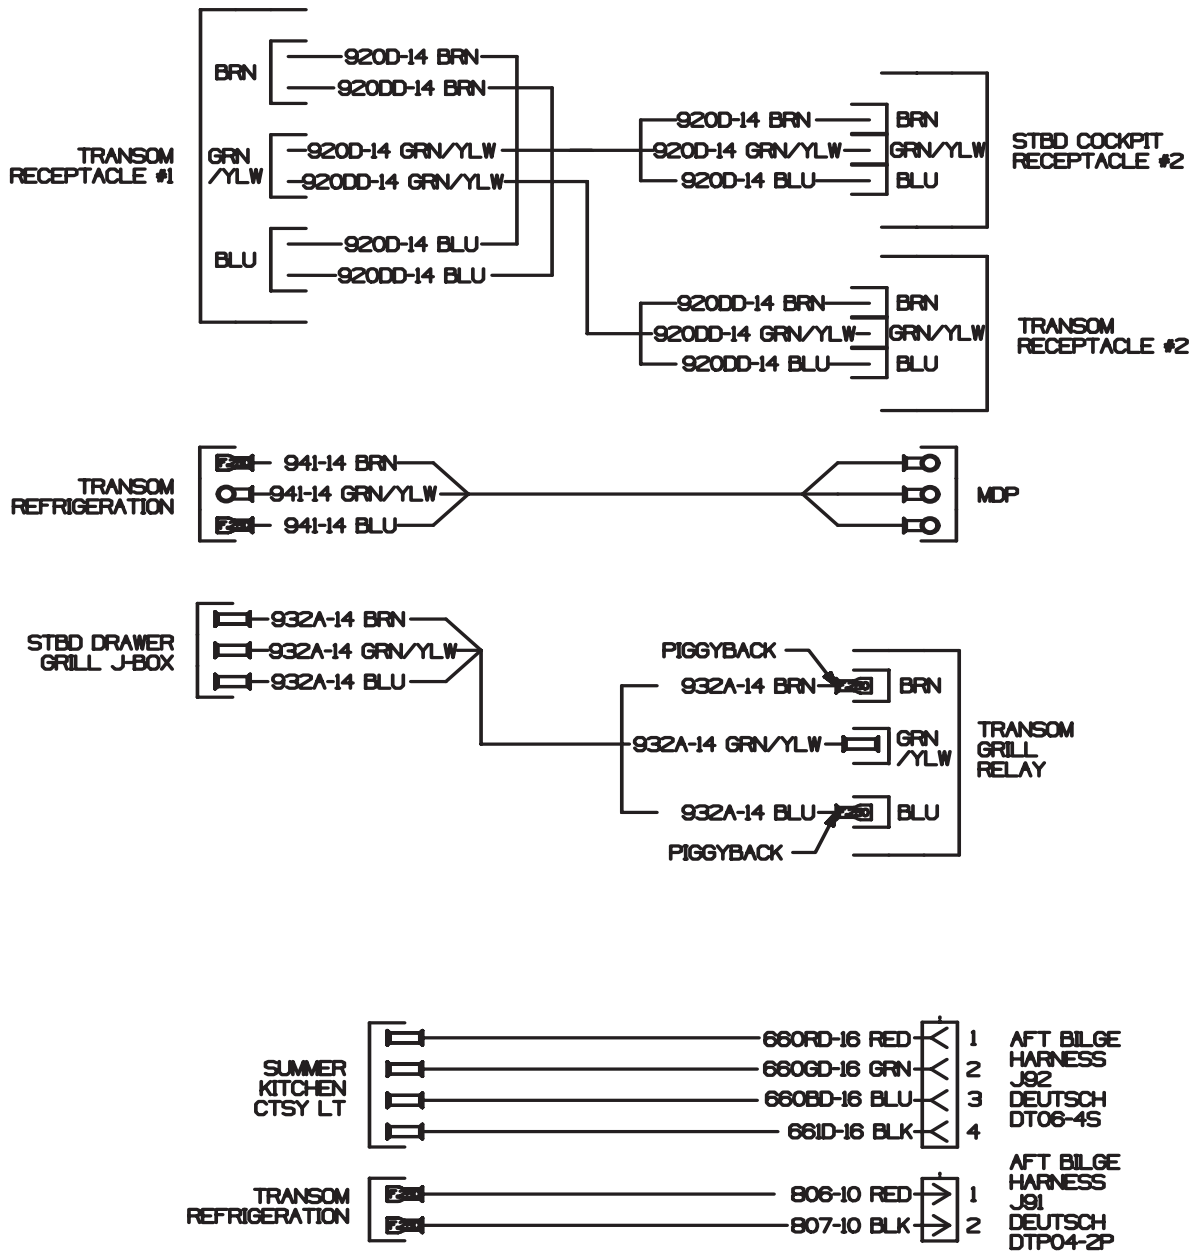 TRANSOM
RECEPTACLE #1
BRN
920D-14 BRN
920DD-14 BRN
GRN
/YLW
920D-14 GRN/YLW
920DD-14 GRN/YLW
BLU
920D-14 BLU
920DD-14 BLU
920D-14 BRN
BRN
920D-14 GRN/YLW
GRN/YLW
920D-14 BLU
BLU
STBD COCKPIT
RECEPTACLE #2
920DD-14 BRN
BRN
920DD-14 GRN/YLW
GRN/YLW
920DD-14 BLU
BLU
TRANSOM
RECEPTACLE #2
TRANSOM
REFRIGERATION
941-14 BRN
941-14 GRN/YLW
941-14 BLU
MDP
STBD DRAWER
GRILL J-BOX
932A-14 BRN
932A-14 GRN/YLW
932A-14 BLU
PIGGYBACK
932A-14 BRN
BRN
932A-14 GRN/YLW
GRN
/YLW
932A-14 BLU
BLU
PIGGYBACK
TRANSOM
GRILL
RELAY
SUMMER
KITCHEN
CTSY LT
660RD-16 RED
1
660GD-16 GRN
2
660BD-16 BLU
3
661D-16 BLK
4
AFT BILGE
HARNESS
J92
DEUTSCH
DT06-4S
TRANSOM
REFRIGERATION
806-10 RED
1
807-10 BLK
2
AFT BILGE
HARNESS
J91
DEUTSCH
DTP04-2P